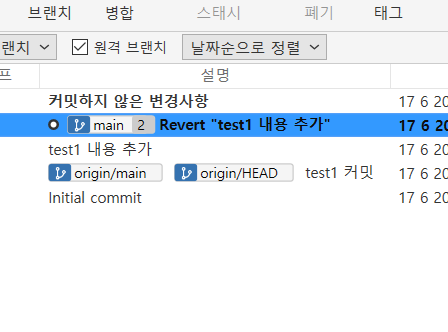 브랜치 병합 스태시 폐기 태그
랜치 원격 브랜치 날짜순으로 정렬
프 설명
커밋하지 않은 변경사항 17 6 20
main 2 Revert "test1 내용 추가" 17 6 20
test1 내용 추가 17 6 20
origin/main origin/HEAD test1 커밋 17 6 20
Initial commit 17 6 20